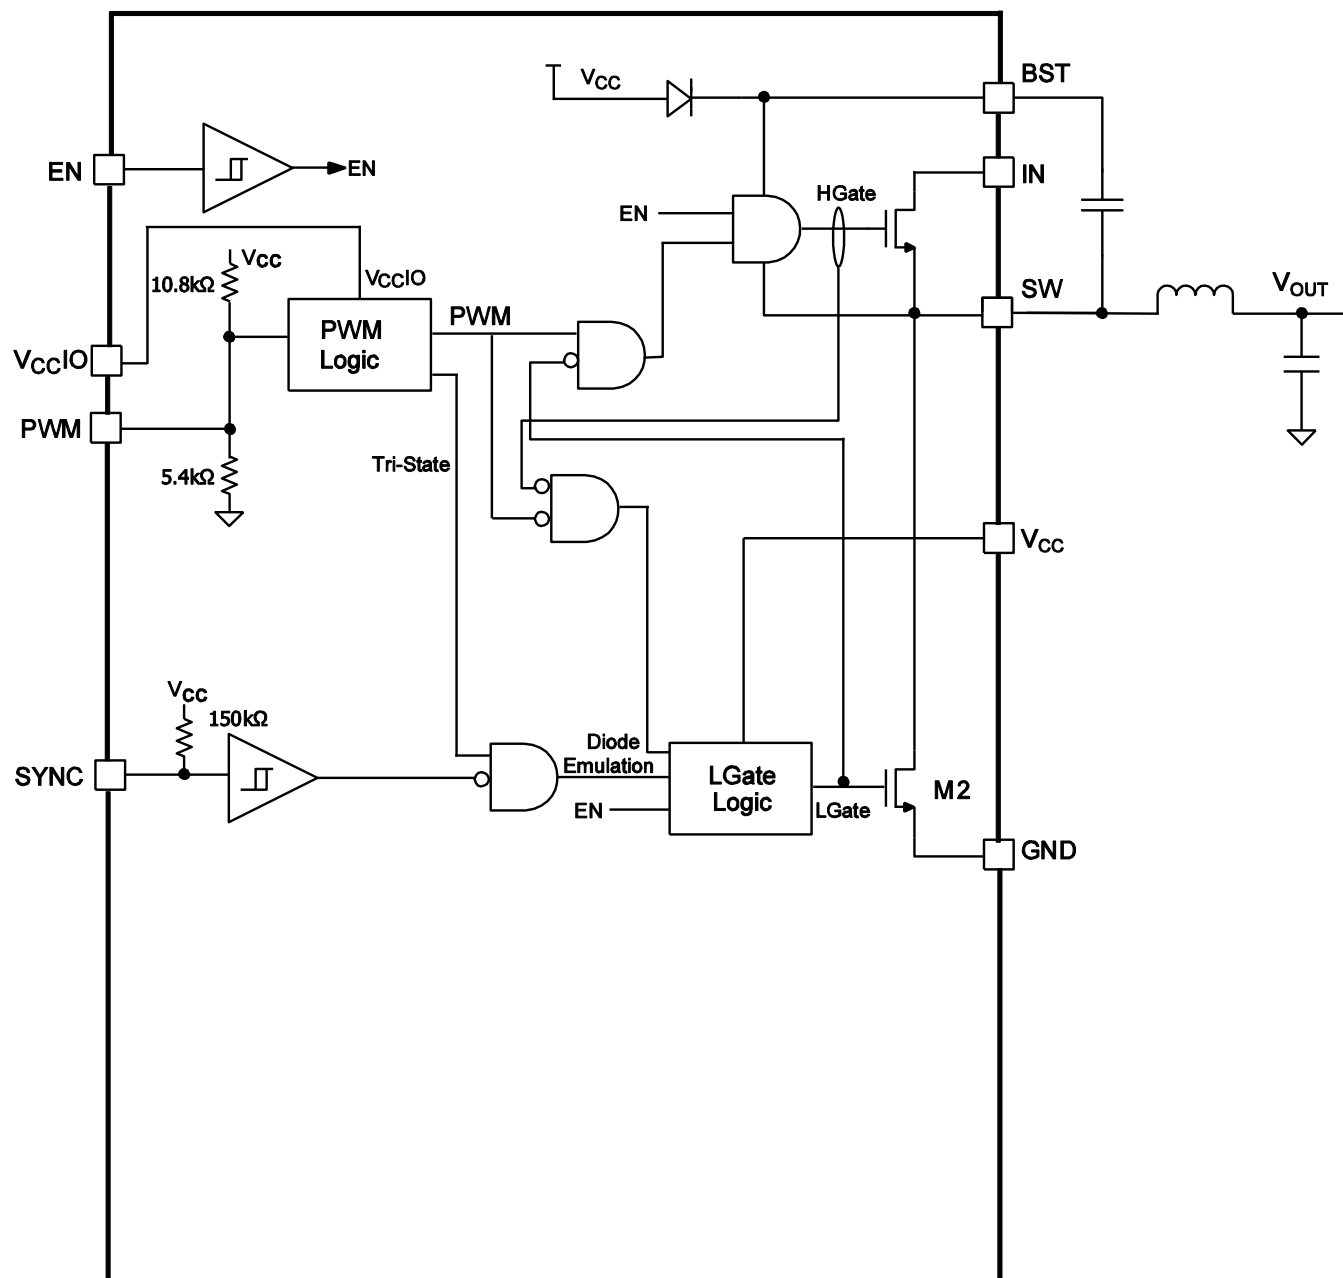 BST
VCC
EN
EN
IN
HGate
EN
VCC
10.8kΩ
VCCIO
SW
VOUT
PWM
PWM
Logic
VCCIO
PWM
Tri-State
5.4kΩ
VCC
VCC
150kΩ
SYNC
Diode
Emulation
LGate
Logic
M2
EN
LGate
GND